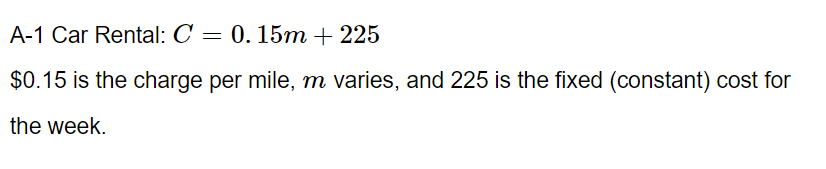 A-1 Car Rental: C = 0.15m + 225
$0.15 is the charge per mile, m varies, and 225 is the fixed (constant) cost for
the week.